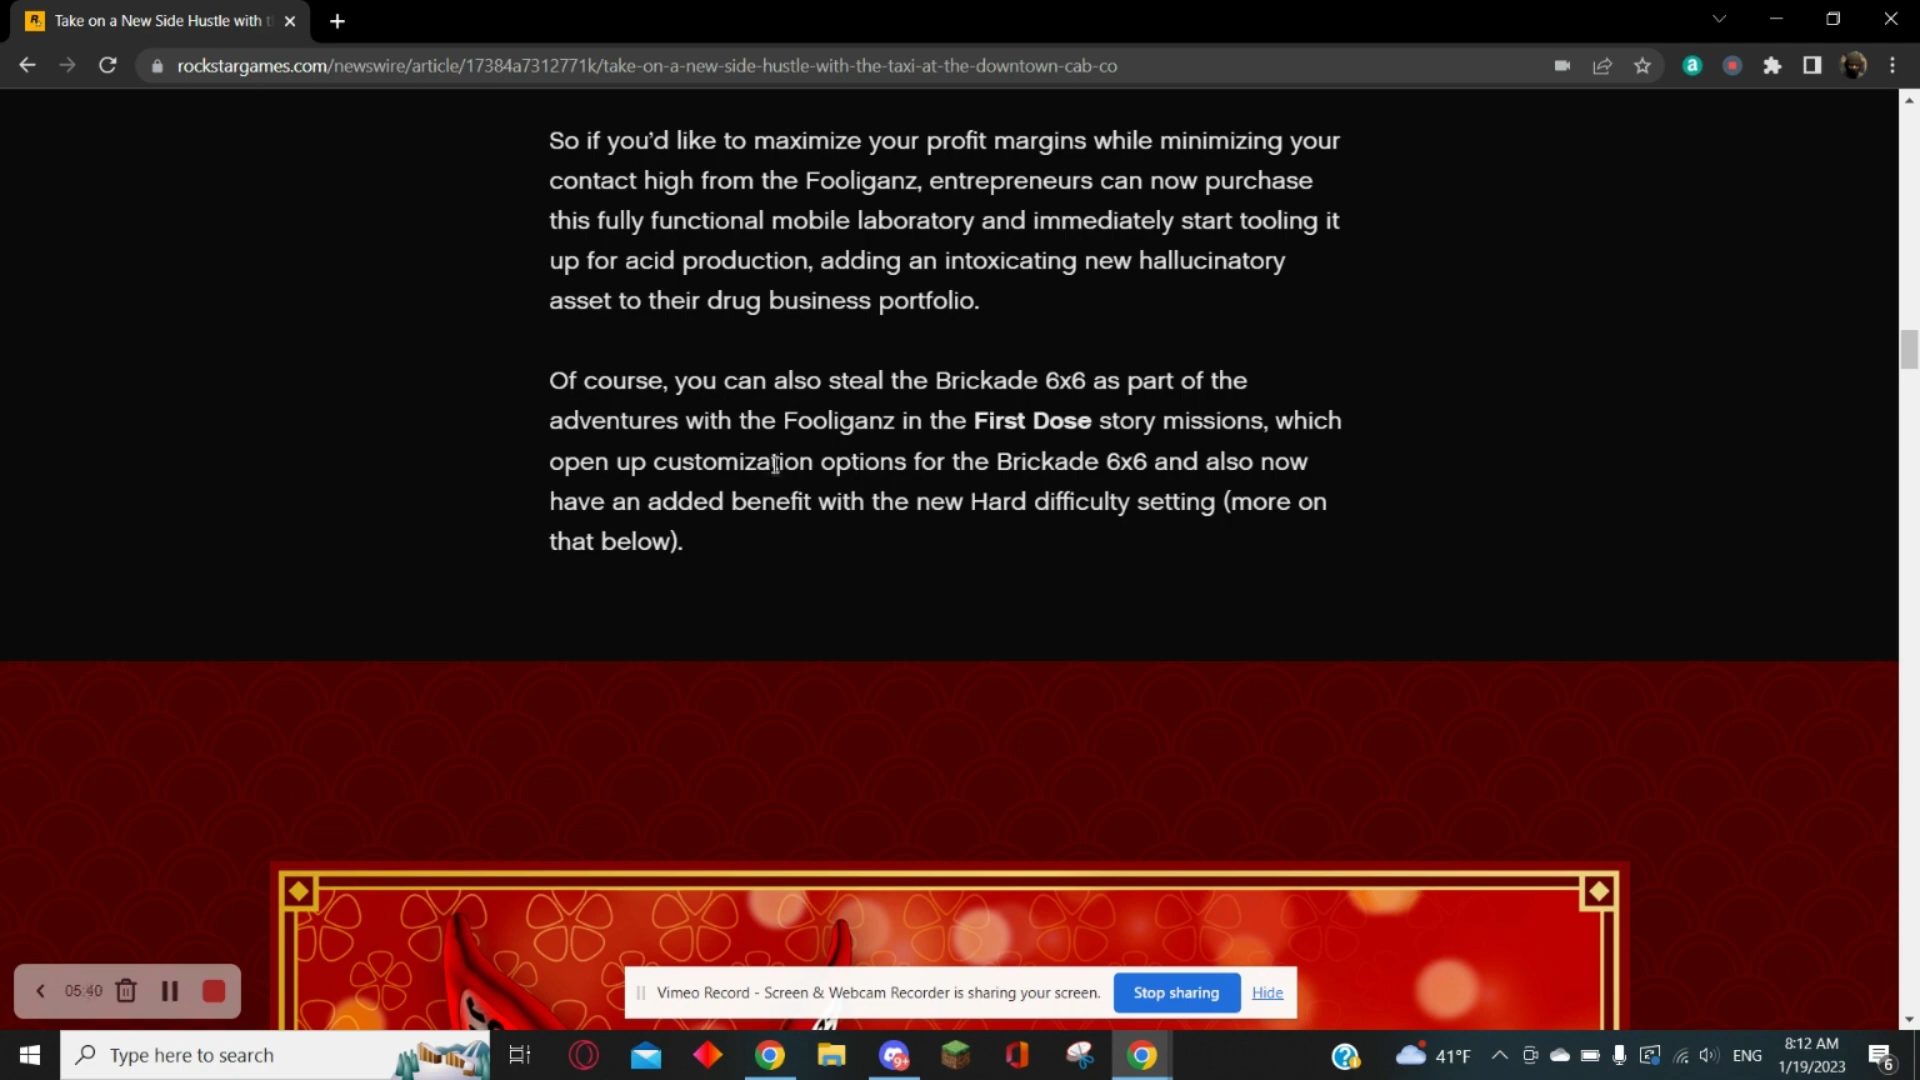 Take on a New Side Hustle with t
rockstargames.com/newswire/article/17384a7312771k/take-on-a-new-side-hustle-with-the-taxi-at-the-downtown-cab-co
So if you’d like to maximize your profit margins while minimizing your
contact high from the Fooliganz, entrepreneurs can now purchase
this fully functional mobile laboratory and immediately start tooling it
up for acid production, adding an intoxicating new hallucinatory
asset to their drug business portfolio.
Of course, you can also steal the Brickade 6x6 as part of the
adventures with the Fooliganz in the First Dose story missions, which
open up customization options for the Brickade 6x6 and also now
have an added benefit with the new Hard difficulty setting (more on
that below).
05:40
Vimeo Record - Screen & Webcam Recorder is sharing your screen.
Stop sharing
Hide
Type here to search
41°F
ENG
8:12 AM
1/19/2023
6